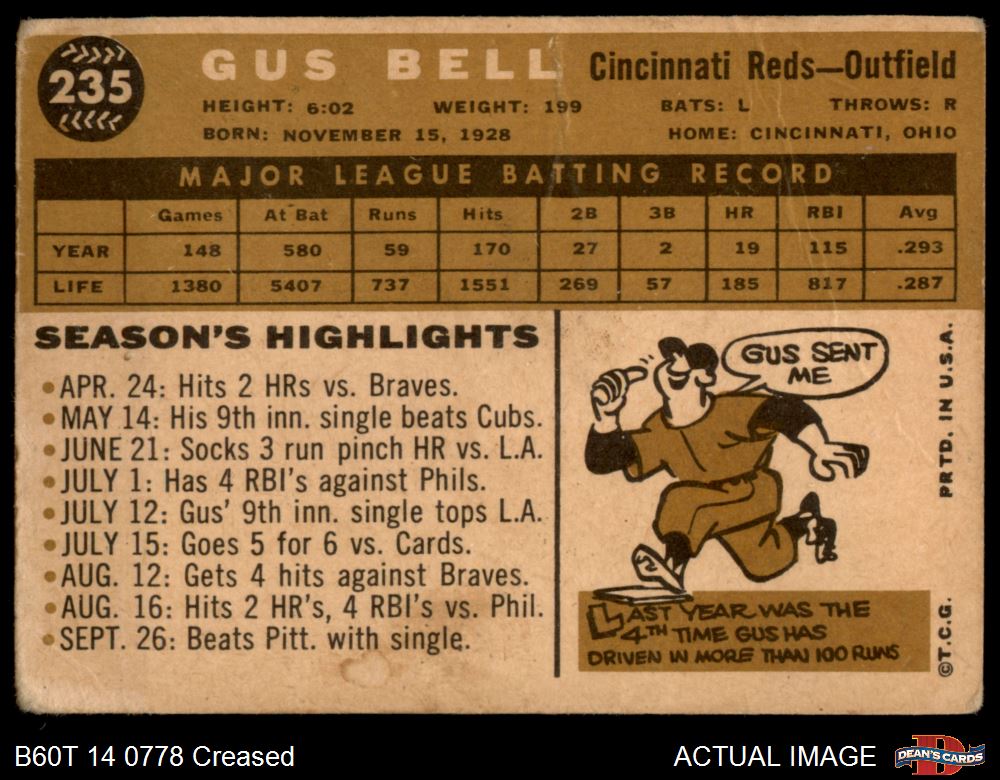 235
GUS BELL Cincinnati Reds—Outfield
HEIGHT: 6:02 WEIGHT: 199 BATS: L THROWS: R
BORN: NOVEMBER 15, 1928 HOME: CINCINNATI, OHIO
MAJOR LEAGUE BATTING RECORD
Games At Bat Runs Hits 2B 3B HR RBI Avg
YEAR 148 580 59 170 27 2 19 115 .293
LIFE 1380 5407 737 1551 269 57 185 817 .287
SEASON'S HIGHLIGHTS
• APR. 24: Hits 2 HRs vs. Braves.
• MAY 14: His 9th inn. single beats Cubs.
• JUNE 21: Socks 3 run pinch HR vs. L.A.
• JULY 1: Has 4 RBI's against Phils.
• JULY 12: Gus' 9th inn. single tops L.A.
• JULY 15: Goes 5 for 6 vs. Cards.
• AUG. 12: Gets 4 hits against Braves.
• AUG. 16: Hits 2 HR's, 4 RBI's vs. Phil.
• SEPT. 26: Beats Pitt. with single.
GUS SENT
ME
LAST YEAR WAS THE
4TH TIME GUS HAS
DRIVEN IN MORE THAN 100 RUNS
PRTD. IN U.S.A.
©T.C.G.
B60T 14 0778 Creased
ACTUAL IMAGE
DEAN'S CARDS